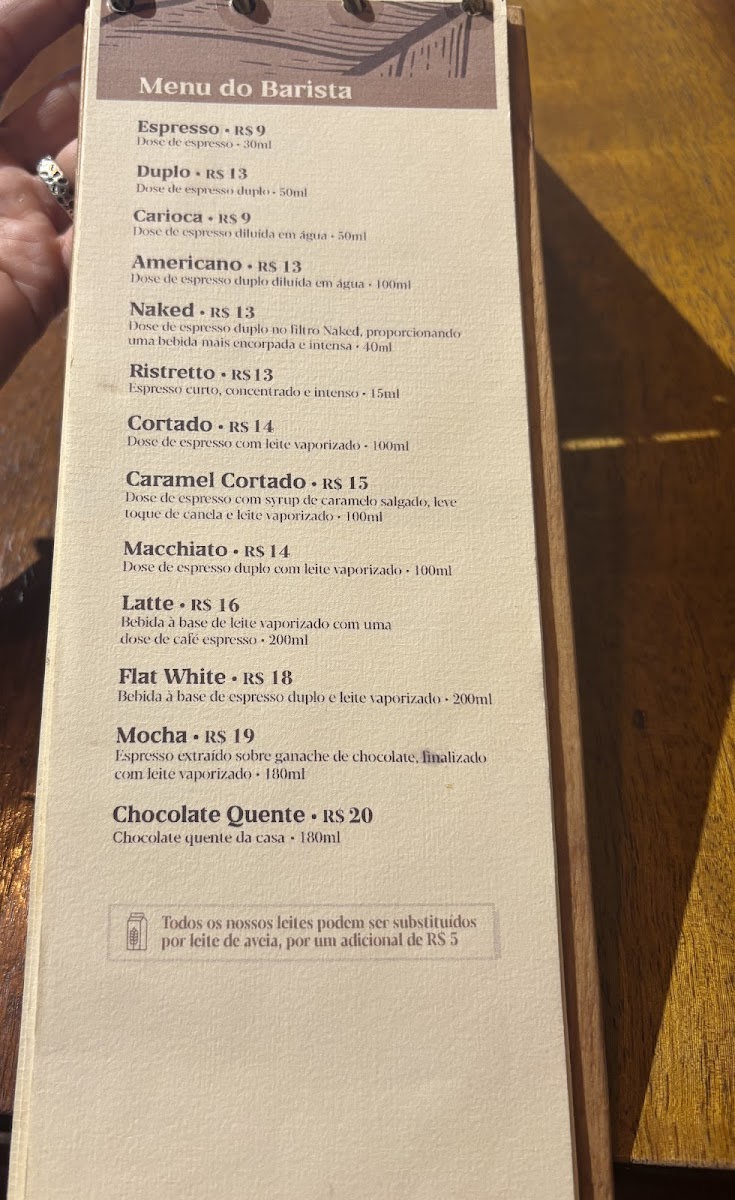 Menu do Barista
Espresso • R$ 9
Dose de espresso • 30ml
Duplo • R$ 13
Dose de espresso duplo • 50ml
Carioca • R$ 9
Dose de espresso diluída em água • 50ml
Americano • R$ 13
Dose de espresso duplo diluída em água • 100ml
Naked • R$ 13
Dose de espresso duplo no filtro Naked, proporcionando
uma bebida mais encorpada e intensa • 40ml
Ristretto • R$ 13
Espresso curto, concentrado e intenso • 15ml
Cortado • R$ 14
Dose de espresso com leite vaporizado • 100ml
Caramel Cortado • R$ 15
Dose de espresso com syrup de caramelo salgado, leve
toque de canela e leite vaporizado • 100ml
Macchiato • R$ 14
Dose de espresso duplo com leite vaporizado • 100ml
Latte • R$ 16
Bebida à base de leite vaporizado com uma
dose de café espresso • 200ml
Flat White • R$ 18
Bebida à base de espresso duplo e leite vaporizado • 200ml
Mocha • R$ 19
Espresso extraído sobre ganache de chocolate, finalizado
com leite vaporizado • 180ml
Chocolate Quente • R$ 20
Chocolate quente da casa • 180ml
Todos os nossos leites podem ser substituídos
por leite de aveia, por um adicional de R$ 5